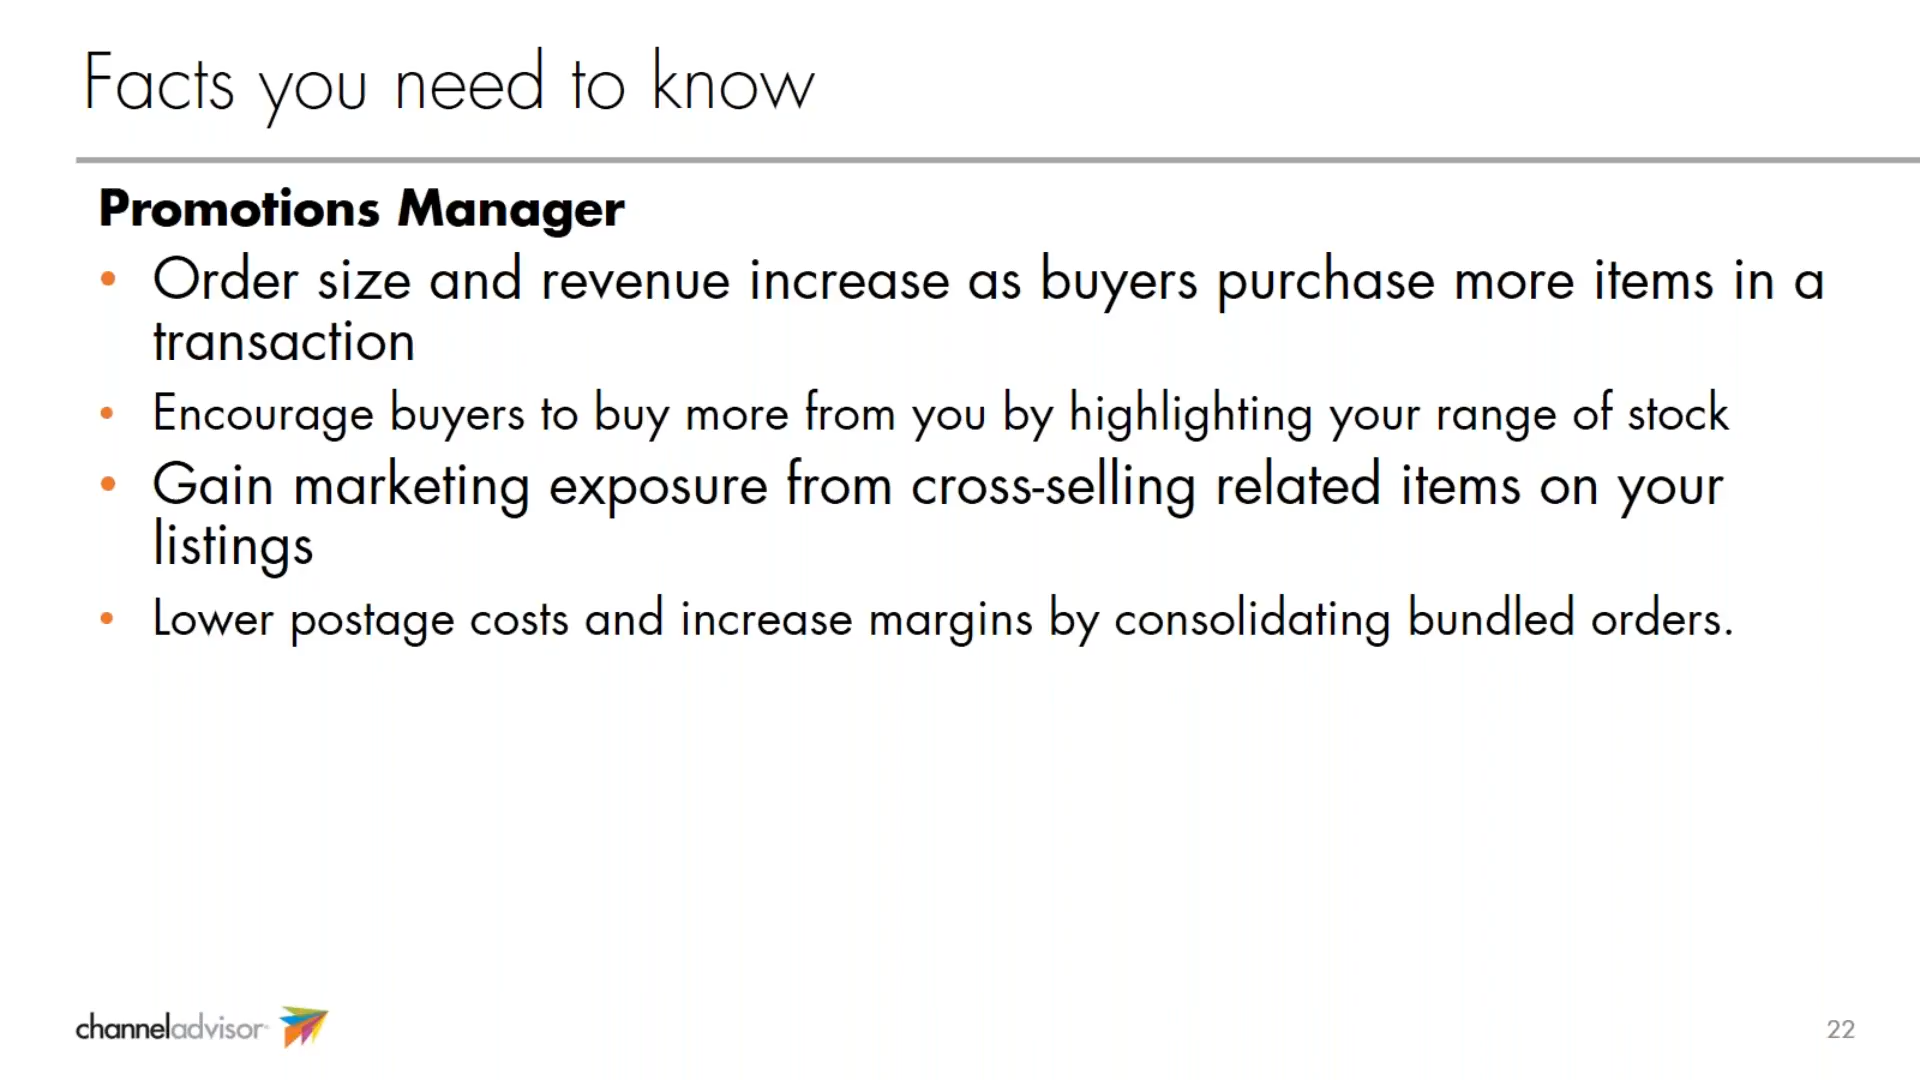 Facts you need to know
Promotions Manager
• Order size and revenue increase as buyers purchase more items in a
transaction
• Encourage buyers to buy more from you by highlighting your range of stock
• Gain marketing exposure from cross-selling related items on your
listings
• Lower postage costs and increase margins by consolidating bundled orders.
channeladvisor
22